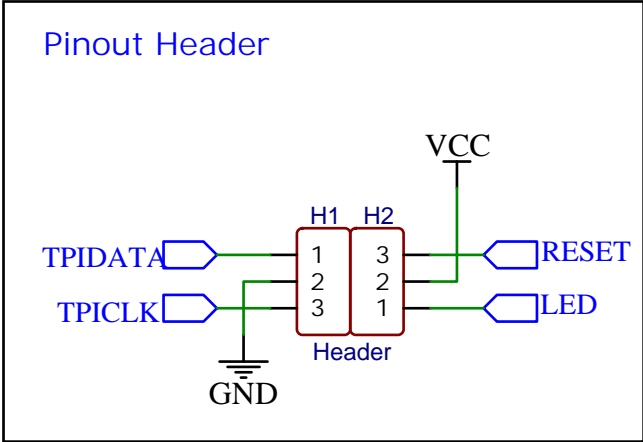 Pinout Header
VCC
H1 H2
TPIDATA 1 3 RESET
2 2
TPICLK 3 1 LED
Header
GND